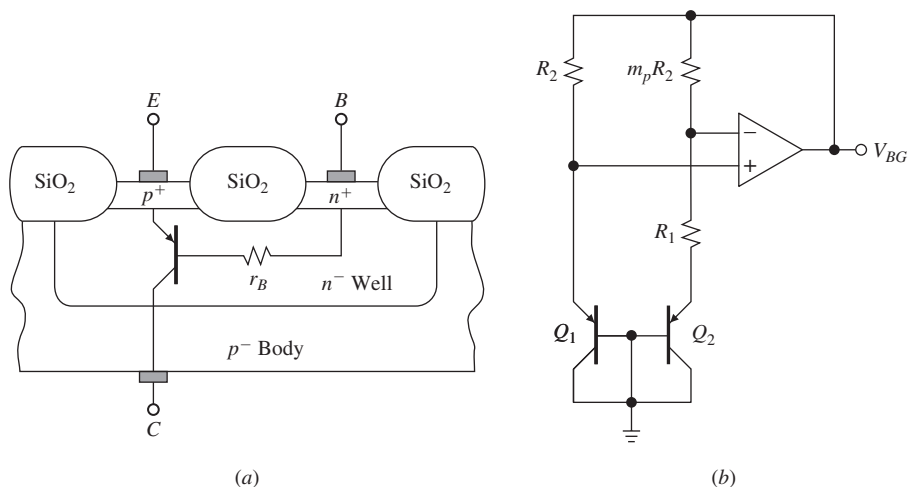 E
B
SiO2
SiO2
SiO2
p+
n+
rB
n− Well
p− Body
C
(a)
R2
mpR2
−
+
VBG
R1
Q1
Q2
(b)